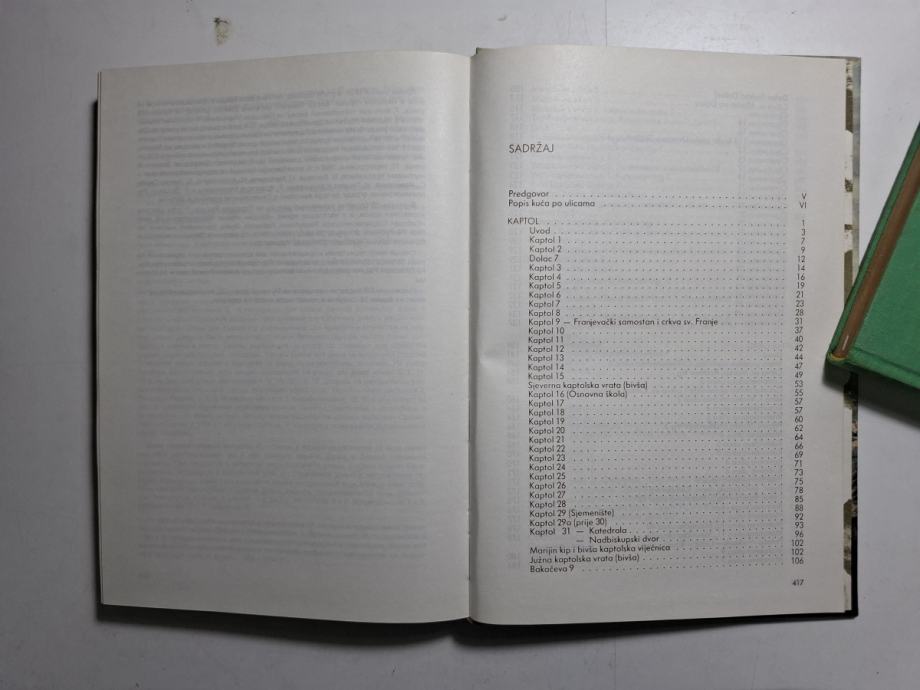 SADRŽAJ
Predgovor . . . . . V
Popis kuća po ulicama . . . . . VI
KAPTOL . . . . . 1
Uvod . . . . . 3
Kaptol 1 . . . . . 7
Kaptol 2 . . . . . 9
Dolac 7 . . . . . 12
Kaptol 3 . . . . . 14
Kaptol 4 . . . . . 16
Kaptol 5 . . . . . 19
Kaptol 6 . . . . . 21
Kaptol 7 . . . . . 23
Kaptol 8 . . . . . 28
Kaptol 9 — Franjevački samostan i crkva sv. Franje . . . . . 31
Kaptol 10 . . . . . 37
Kaptol 11 . . . . . 40
Kaptol 12 . . . . . 42
Kaptol 13 . . . . . 44
Kaptol 14 . . . . . 47
Kaptol 15 . . . . . 49
Sjeverna kaptolska vrata (bivša) . . . . . 53
Kaptol 16 (Osnovna škola) . . . . . 55
Kaptol 17 . . . . . 57
Kaptol 18 . . . . . 57
Kaptol 19 . . . . . 60
Kaptol 20 . . . . . 62
Kaptol 21 . . . . . 64
Kaptol 22 . . . . . 66
Kaptol 23 . . . . . 69
Kaptol 24 . . . . . 71
Kaptol 25 . . . . . 73
Kaptol 26 . . . . . 75
Kaptol 27 . . . . . 78
Kaptol 28 . . . . . 85
Kaptol 29 (Sjemenište) . . . . . 88
Kaptol 29a (prije 30) . . . . . 92
Kaptol 31 — Katedrala . . . . . 93
— Nadbiskupski dvor . . . . . 96
Marijin kip i bivša kaptolska vijećnica . . . . . 102
Južna kaptolska vrata (bivša) . . . . . 102
Bakačeva 9 . . . . . 106
417